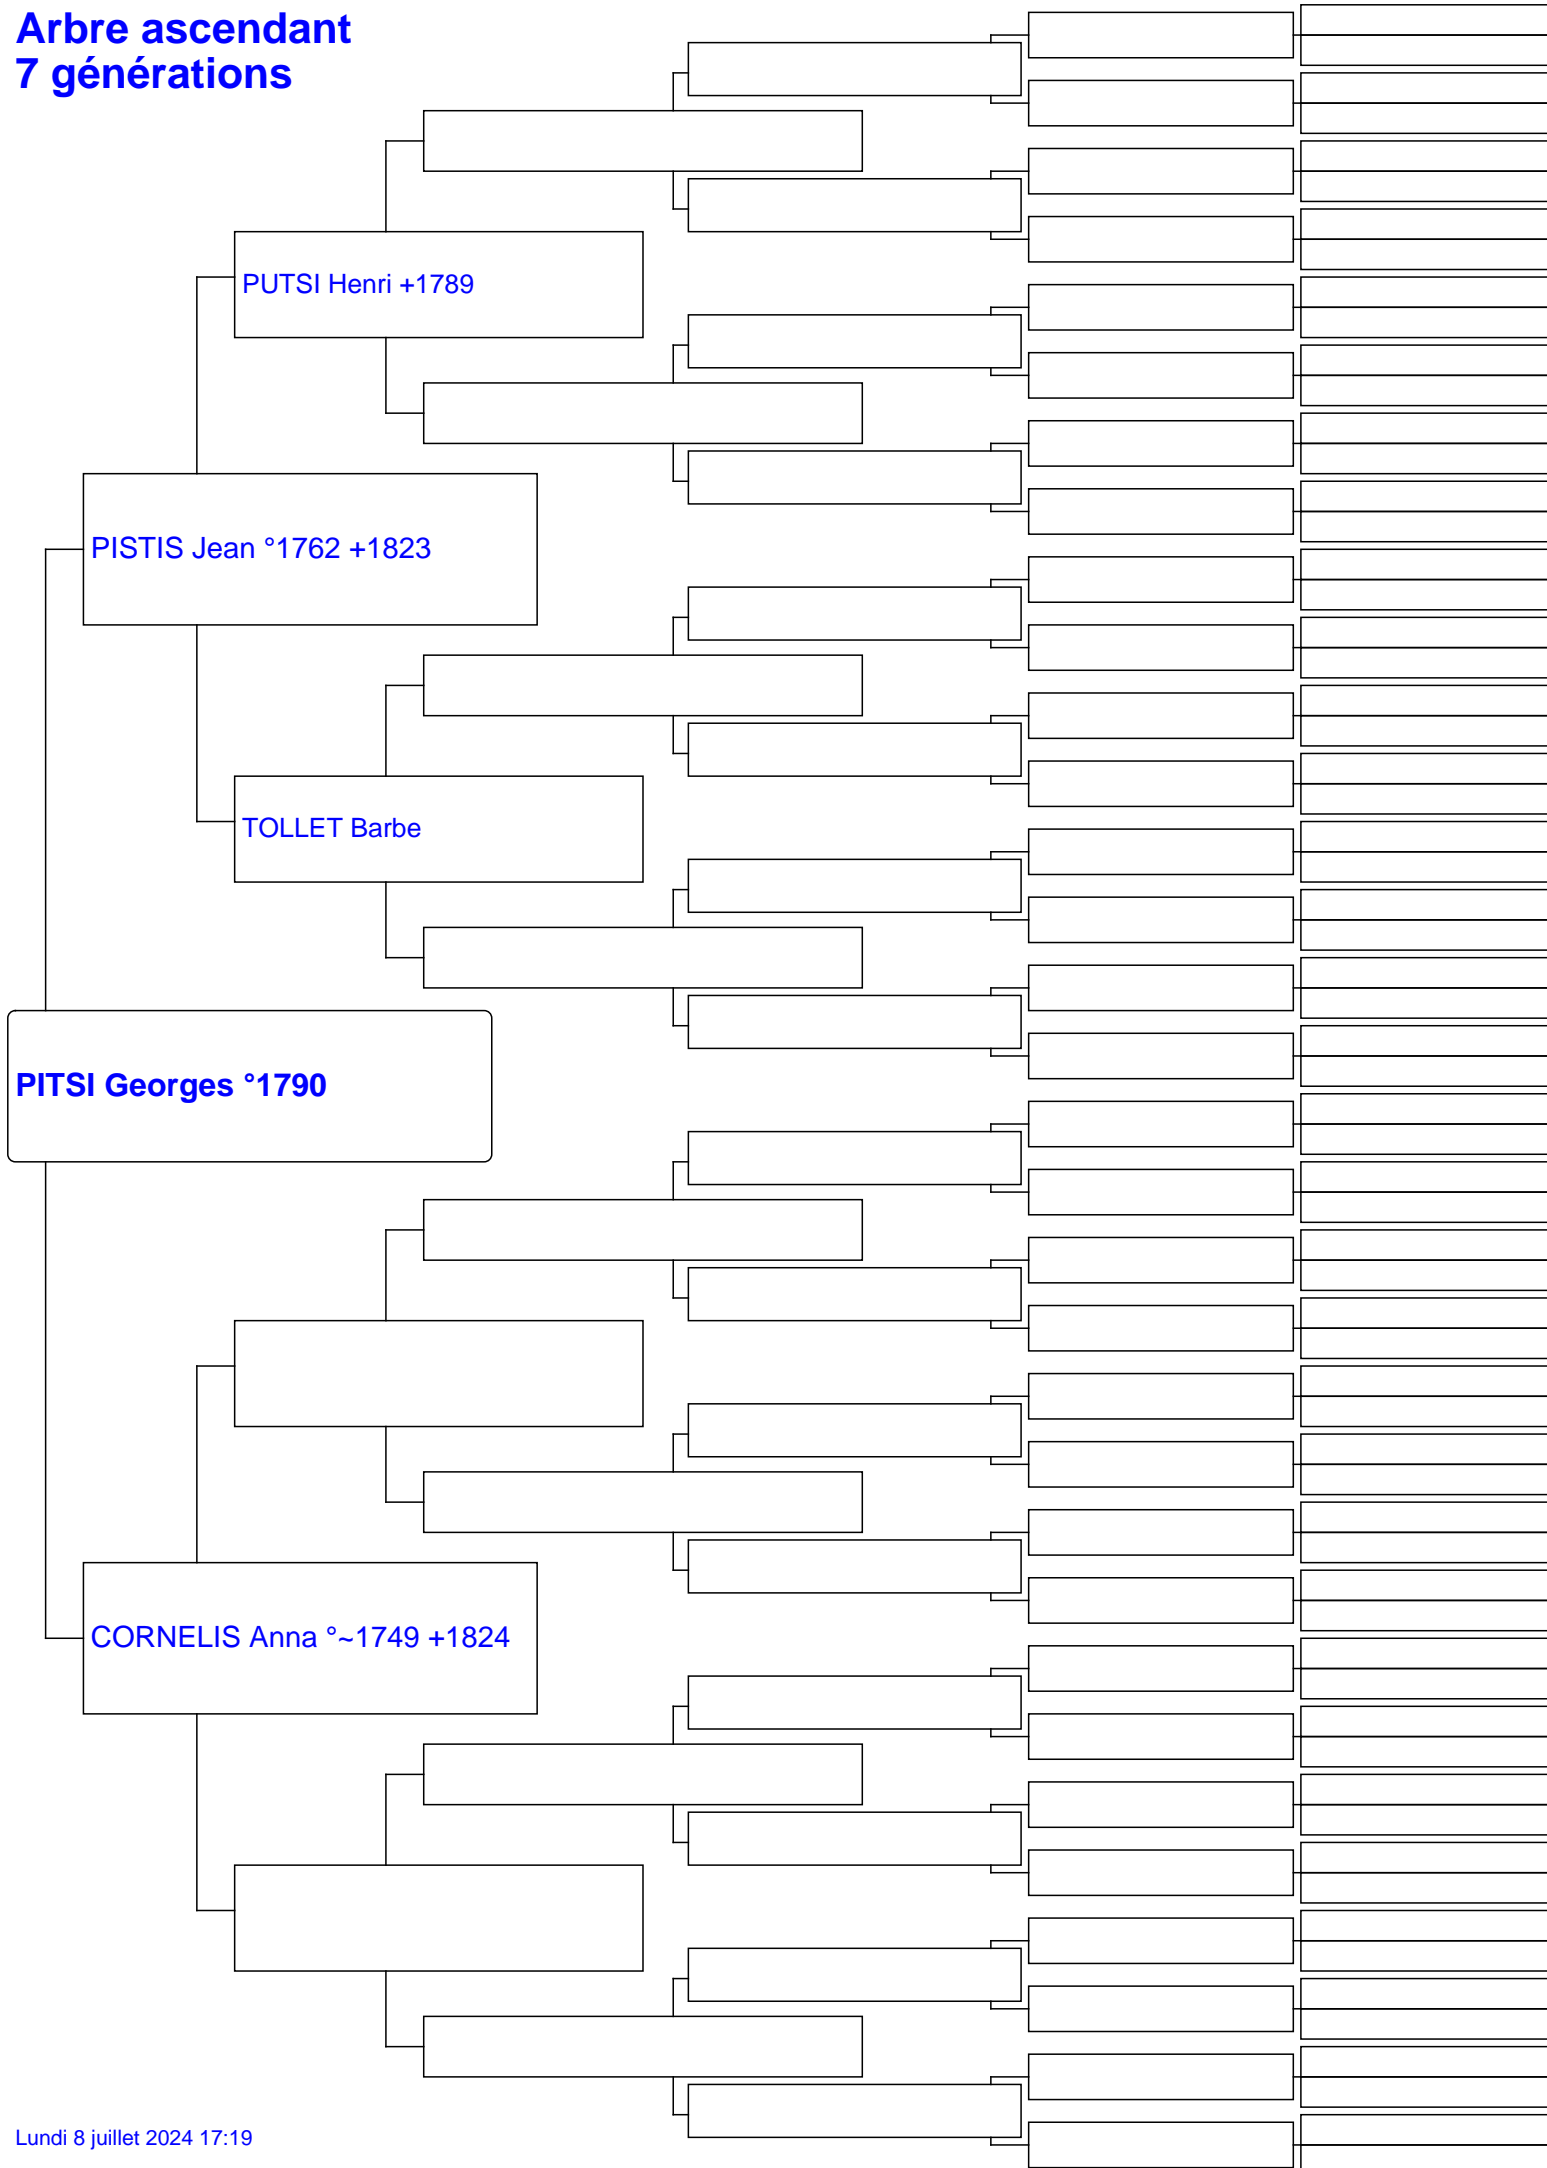 Arbre ascendant
7 générations
PUTSI Henri +1789
PISTIS Jean °1762 +1823
TOLLET Barbe
PITSI Georges °1790
CORNELIS Anna °~1749 +1824
Lundi 8 juillet 2024 17:19